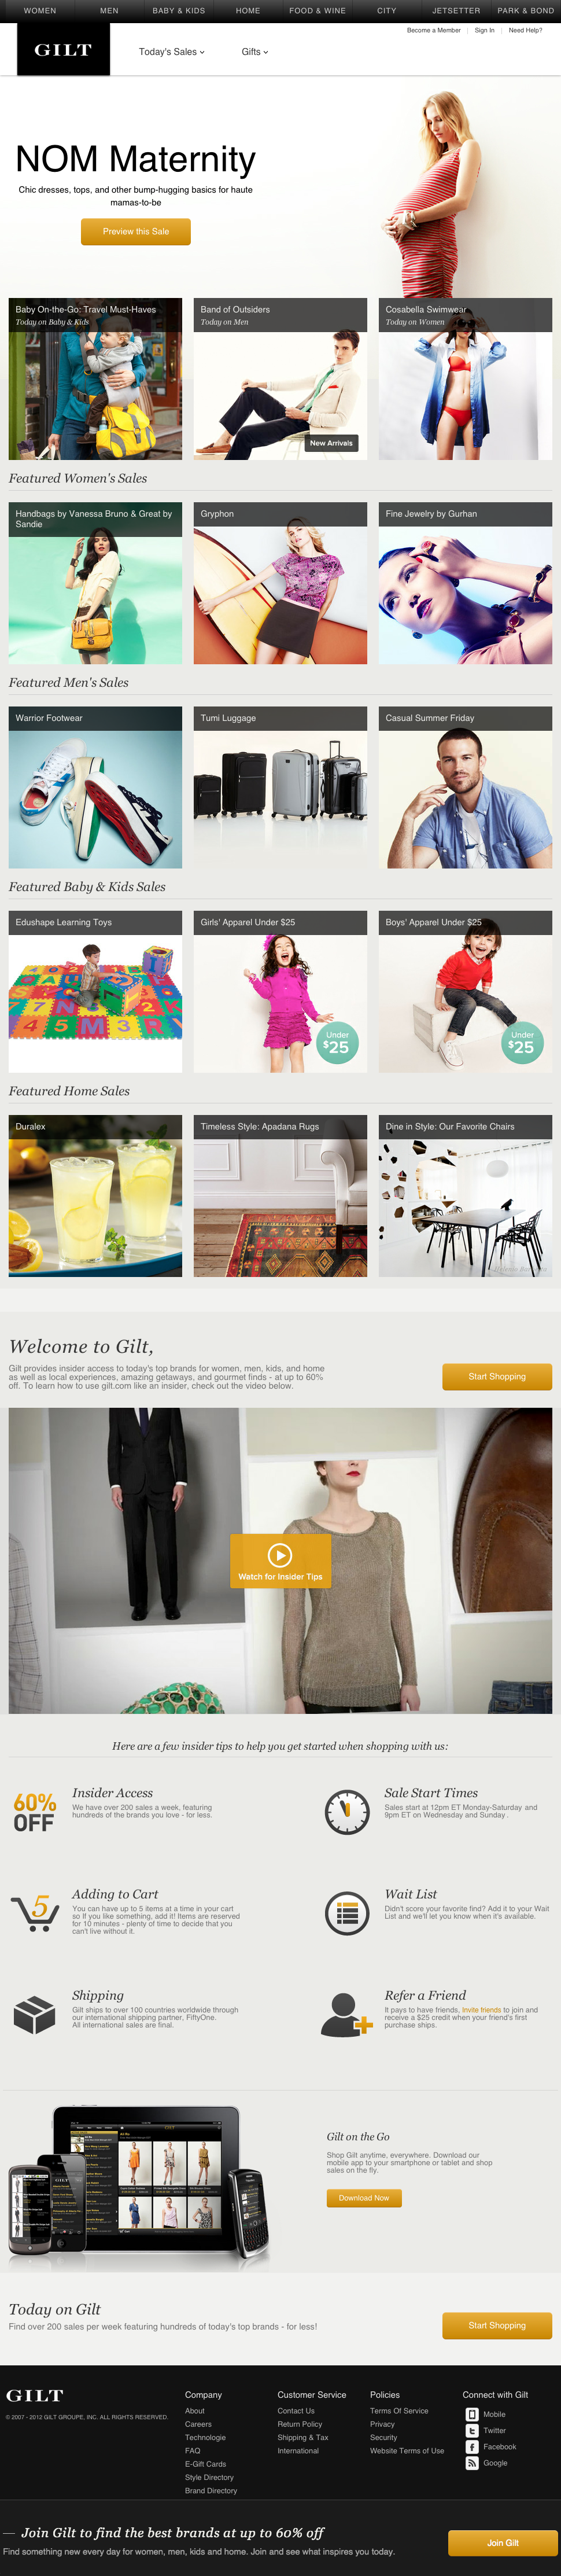 WOMEN MEN BABY & KIDS HOME FOOD & WINE CITY JETSETTER PARK & BOND
Become a Member Sign In Need Help?
GILT
Today's Sales Gifts
NOM Maternity
Chic dresses, tops, and other bump-hugging basics for haute
mamas-to-be
Preview this Sale
Baby On-the-Go: Travel Must-Haves
Today on Baby & Kids
Band of Outsiders
Today on Men
New Arrivals
Cosabella Swimwear
Today on Women
Featured Women's Sales
Handbags by Vanessa Bruno & Great by
Sandie
Gryphon
Fine Jewelry by Gurhan
Featured Men's Sales
Warrior Footwear
Tumi Luggage
Casual Summer Friday
Featured Baby & Kids Sales
Edushape Learning Toys
Girls' Apparel Under $25
Under
$25
Boys' Apparel Under $25
Under
$25
Featured Home Sales
Duralex
Timeless Style: Apadana Rugs
Dine in Style: Our Favorite Chairs
Welcome to Gilt,
Gilt provides insider access to today's top brands for women, men, kids, and home
as well as local experiences, amazing getaways, and gourmet finds - at up to 60%
off. To learn how to use gilt.com like an insider, check out the video below.
Start Shopping
Watch for Insider Tips
Here are a few insider tips to help you get started when shopping with us:
60%
OFF
Insider Access
We have over 200 sales a week, featuring
hundreds of the brands you love - for less.
Sale Start Times
Sales start at 12pm ET Monday-Saturday and
9pm ET on Wednesday and Sunday.
5
Adding to Cart
You can have up to 5 items at a time in your cart
so If you like something, add it! Items are reserved
for 10 minutes - plenty of time to decide that you
can't live without it.
Wait List
Didn't score your favorite find? Add it to your Wait
List and we'll let you know when it's available.
Shipping
Gilt ships to over 100 countries worldwide through
our international shipping partner, FiftyOne.
All international sales are final.
Refer a Friend
It pays to have friends, Invite friends to join and
receive a $25 credit when your friend's first
purchase ships.
GILT
GILT
Gilt on the Go
Shop Gilt anytime, everywhere. Download our
mobile app to your smartphone or tablet and shop
sales on the fly.
Download Now
Today on Gilt
Find over 200 sales per week featuring hundreds of today's top brands - for less!
Start Shopping
GILT
© 2007 - 2012 GILT GROUPE, INC. ALL RIGHTS RESERVED.
Company
About
Careers
Technologie
FAQ
E-Gift Cards
Style Directory
Brand Directory
Customer Service
Contact Us
Return Policy
Shipping & Tax
International
Policies
Terms Of Service
Privacy
Security
Website Terms of Use
Connect with Gilt
Mobile
Twitter
Facebook
Google
— Join Gilt to find the best brands at up to 60% off
Find something new every day for women, men, kids and home. Join and see what inspires you today.
Join Gilt